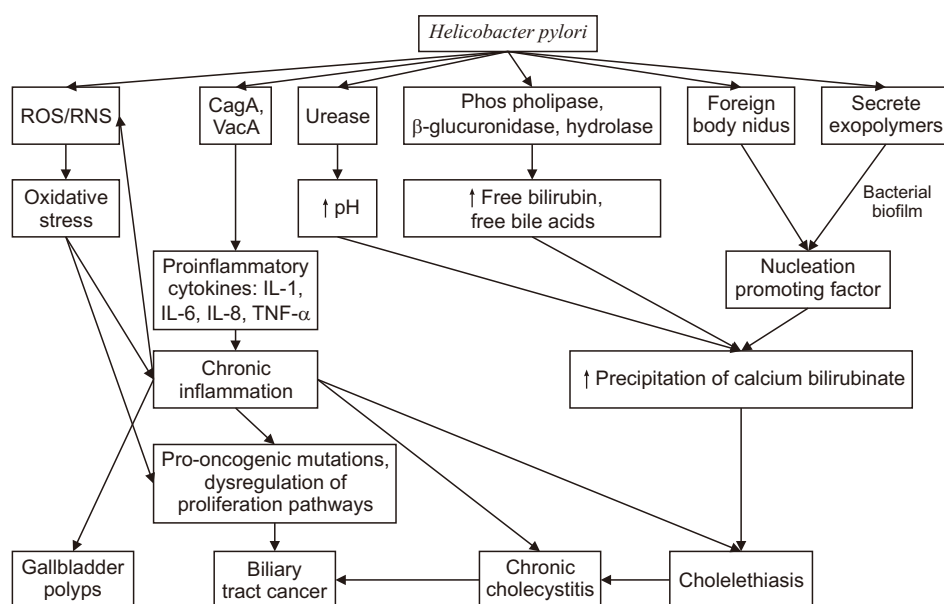 Helicobacter pylori
ROS/RNS
CagA,
VacA
Urease
Phos pholipase,
β-glucuronidase, hydrolase
Foreign
body nidus
Secrete
exopolymers
Oxidative
stress
↑ pH
↑ Free bilirubin,
free bile acids
Bacterial
biofilm
Proinflammatory
cytokines: IL-1,
IL-6, IL-8, TNF-α
Nucleation
promoting factor
Chronic
inflammation
↑ Precipitation of calcium bilirubinate
Pro-oncogenic mutations,
dysregulation of
proliferation pathways
Gallbladder
polyps
Biliary
tract cancer
Chronic
cholecystitis
Cholelethiasis